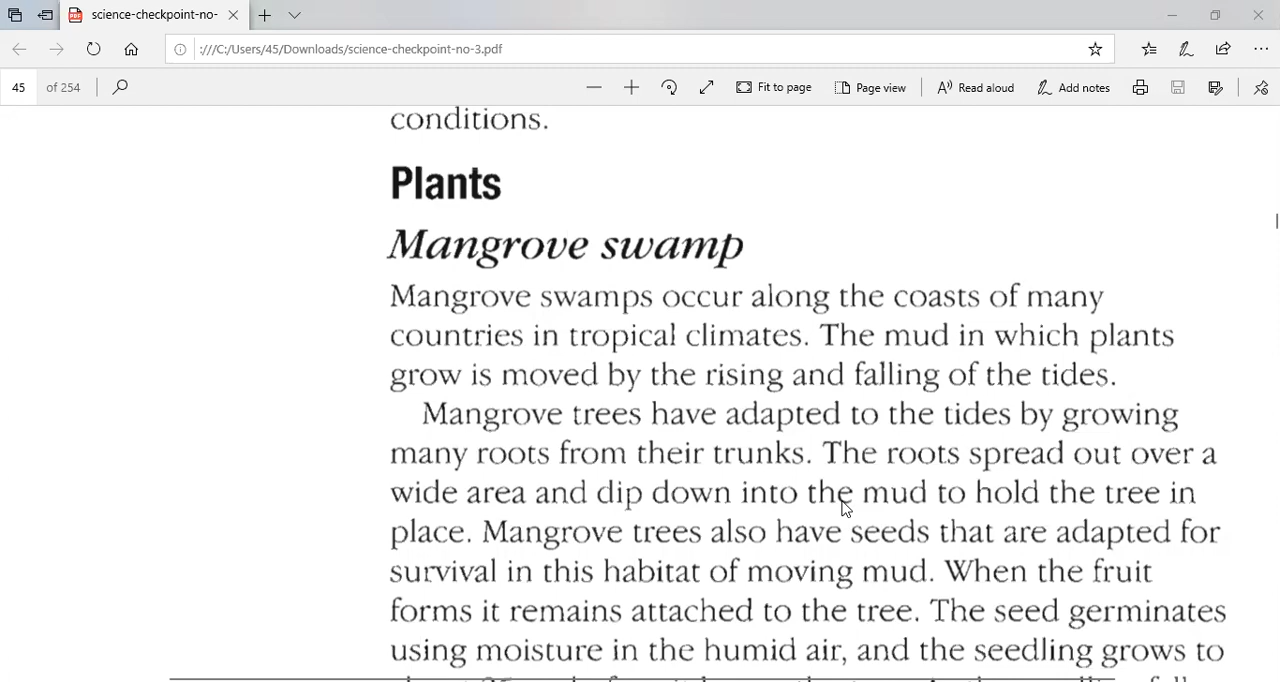 science-checkpoint-no-
:///C:/Users/45/Downloads/science-checkpoint-no-3.pdf
45 of 254
Fit to page
Page view
Read aloud
Add notes
conditions.
Plants
Mangrove swamp
Mangrove swamps occur along the coasts of many
countries in tropical climates. The mud in which plants
grow is moved by the rising and falling of the tides.
Mangrove trees have adapted to the tides by growing
many roots from their trunks. The roots spread out over a
wide area and dip down into the mud to hold the tree in
place. Mangrove trees also have seeds that are adapted for
survival in this habitat of moving mud. When the fruit
forms it remains attached to the tree. The seed germinates
using moisture in the humid air, and the seedling grows to